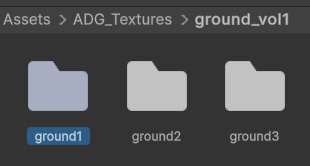 Assets > ADG_Textures > ground_vol1
ground1 ground2 ground3